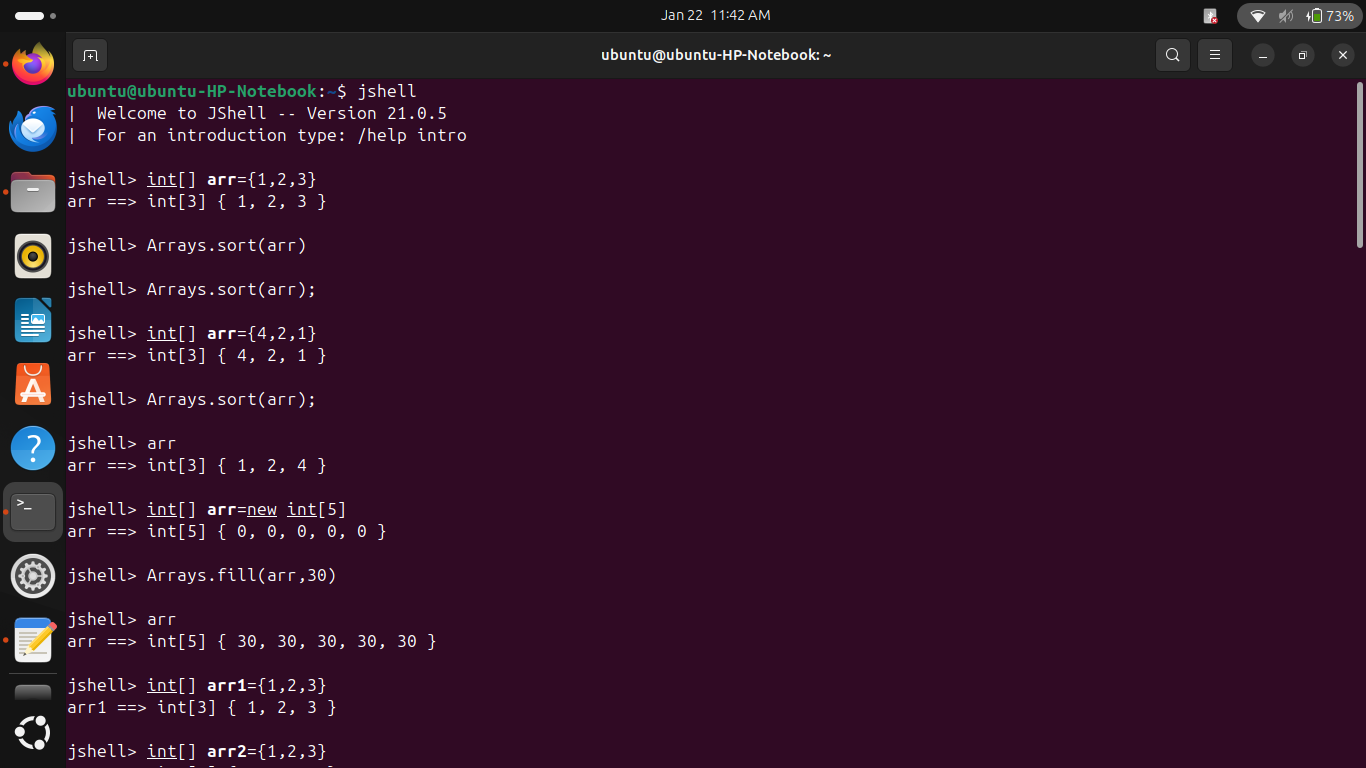 Jan 22 11:42 AM
73%
ubuntu@ubuntu-HP-Notebook: ~
ubuntu@ubuntu-HP-Notebook:~$ jshell
|  Welcome to JShell -- Version 21.0.5
|  For an introduction type: /help intro
jshell> int[] arr={1,2,3}
arr ==> int[3] { 1, 2, 3 }
jshell> Arrays.sort(arr)
jshell> Arrays.sort(arr);
jshell> int[] arr={4,2,1}
arr ==> int[3] { 4, 2, 1 }
jshell> Arrays.sort(arr);
jshell> arr
arr ==> int[3] { 1, 2, 4 }
jshell> int[] arr=new int[5]
arr ==> int[5] { 0, 0, 0, 0, 0 }
jshell> Arrays.fill(arr,30)
jshell> arr
arr ==> int[5] { 30, 30, 30, 30, 30 }
jshell> int[] arr1={1,2,3}
arr1 ==> int[3] { 1, 2, 3 }
jshell> int[] arr2={1,2,3}